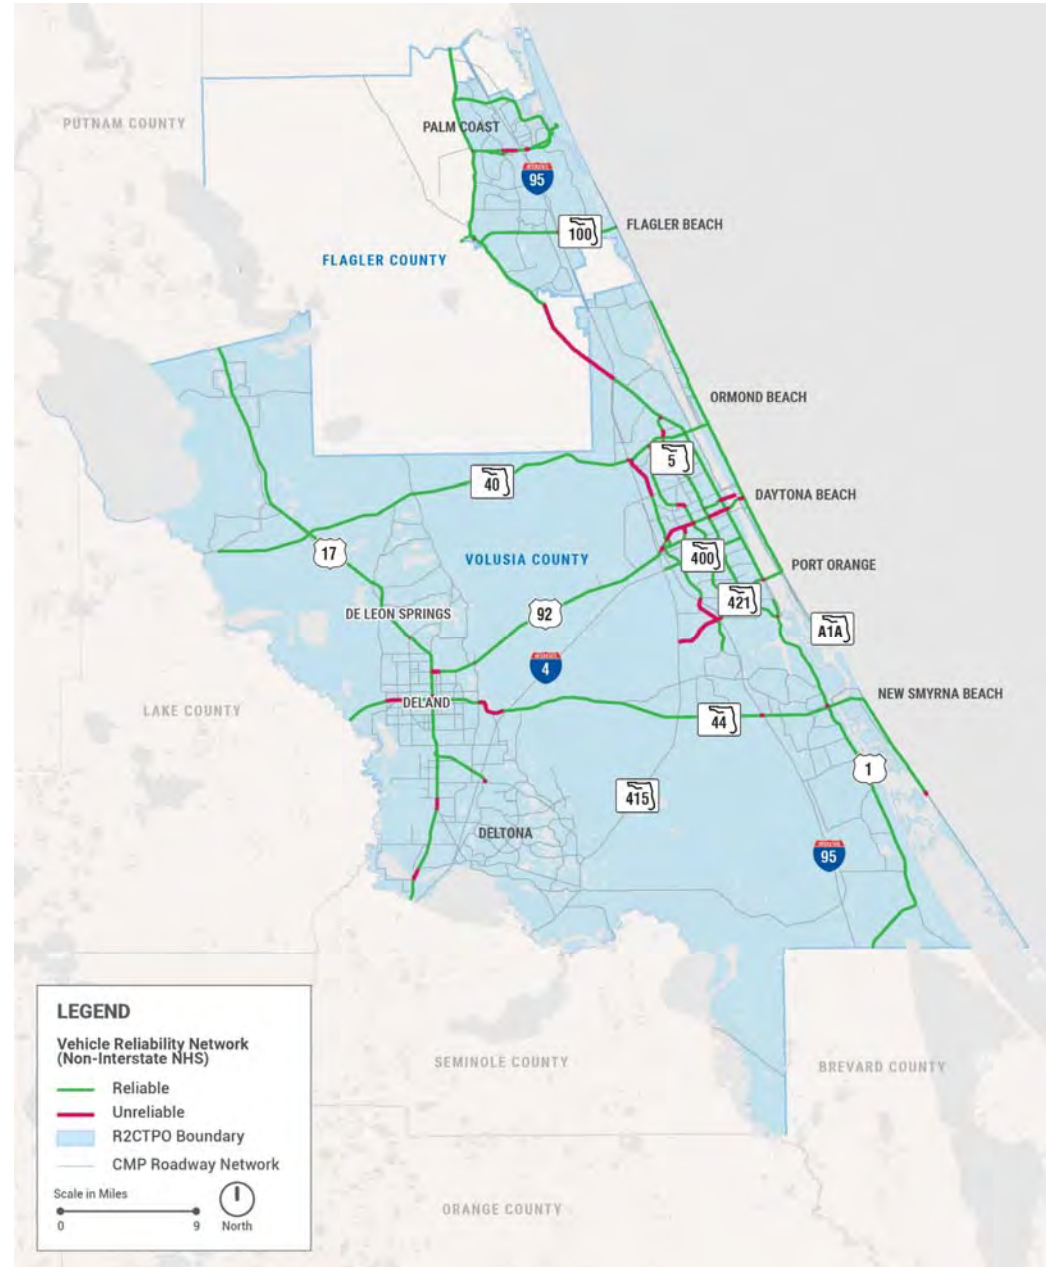 PUTNAM COUNTY
PALM COAST
INTERSTATE
95
100
FLAGLER BEACH
FLAGLER COUNTY
ORMOND BEACH
5
40
DAYTONA BEACH
17
VOLUSIA COUNTY
400
PORT ORANGE
DE LEON SPRINGS
92
421
A1A
INTERSTATE
4
NEW SMYRNA BEACH
LAKE COUNTY
DELAND
44
1
415
DELTONA
INTERSTATE
95
LEGEND
Vehicle Reliability Network
(Non-Interstate NHS)
Reliable
Unreliable
R2CTPO Boundary
CMP Roadway Network
Scale in Miles
0 9 North
SEMINOLE COUNTY
BREVARD COUNTY
ORANGE COUNTY